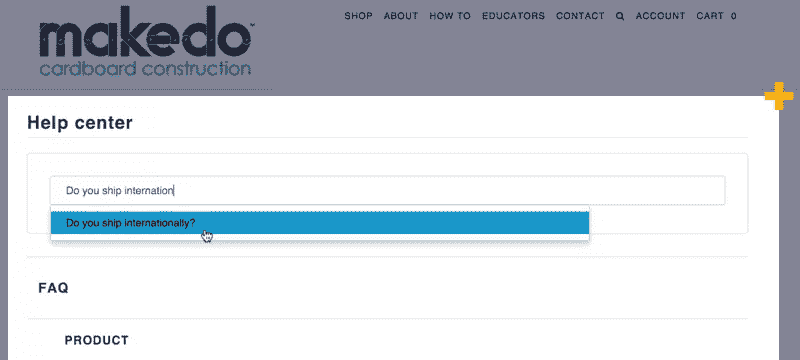 makedo™
cardboard construction
SHOP ABOUT HOW TO EDUCATORS CONTACT ACCOUNT CART 0
Help center
Do you ship internation
Do you ship internationally?
FAQ
PRODUCT